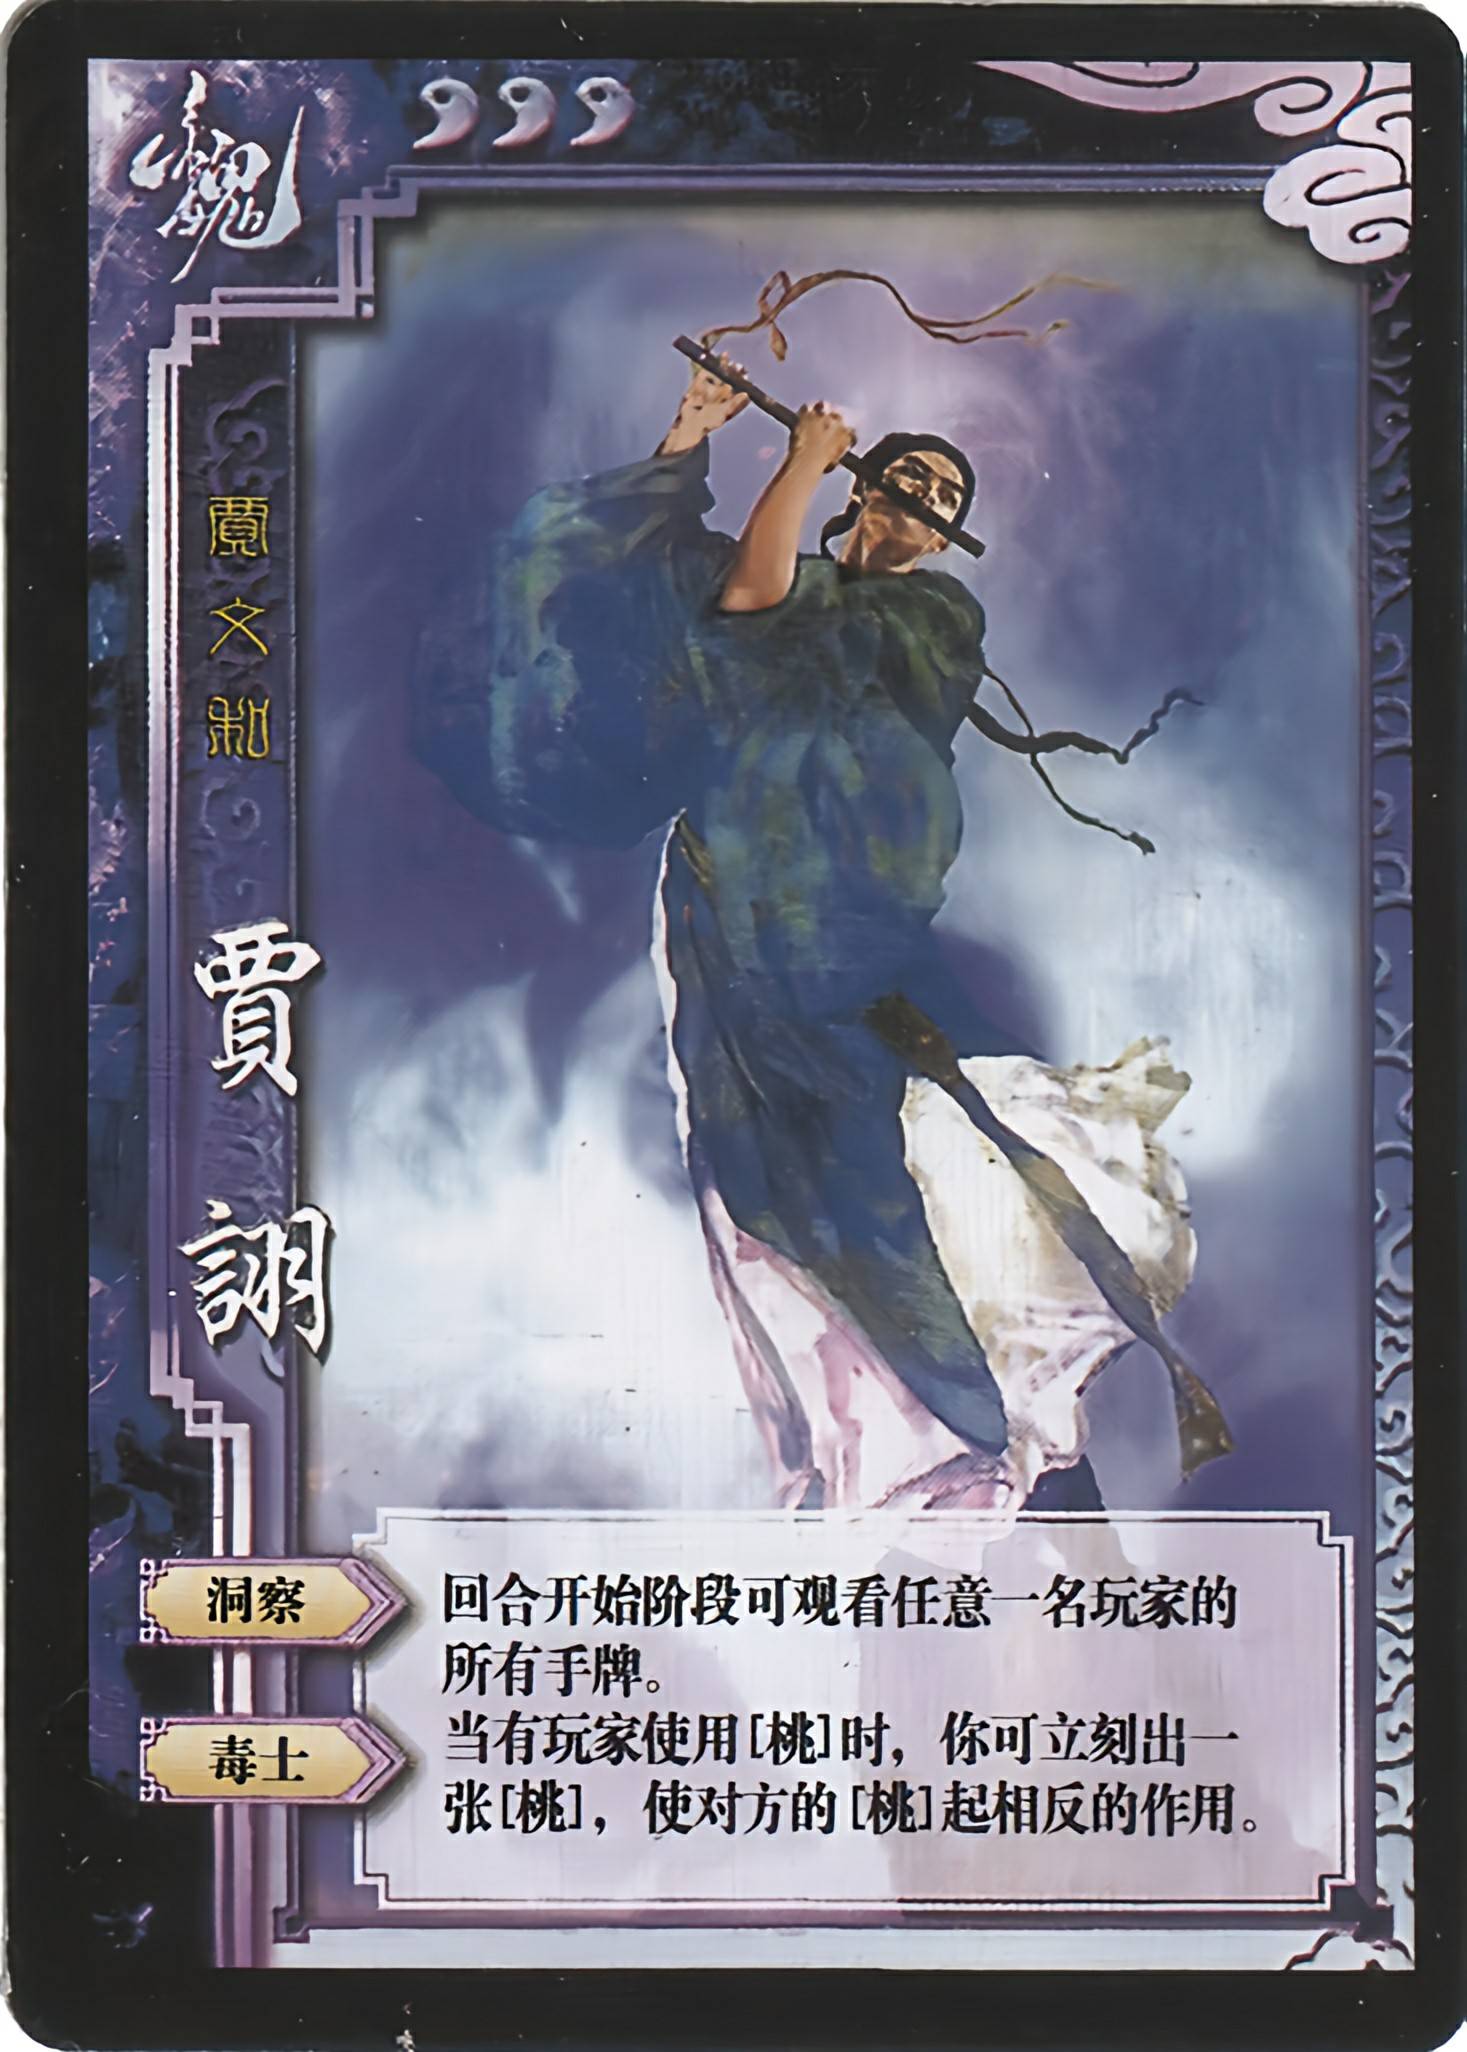 魏
賈文和
賈詡
洞察
回合开始阶段可观看任意一名玩家的
所有手牌。
毒士
当有玩家使用[桃]时，你可立刻出一
张[桃]，使对方的[桃]起相反的作用。